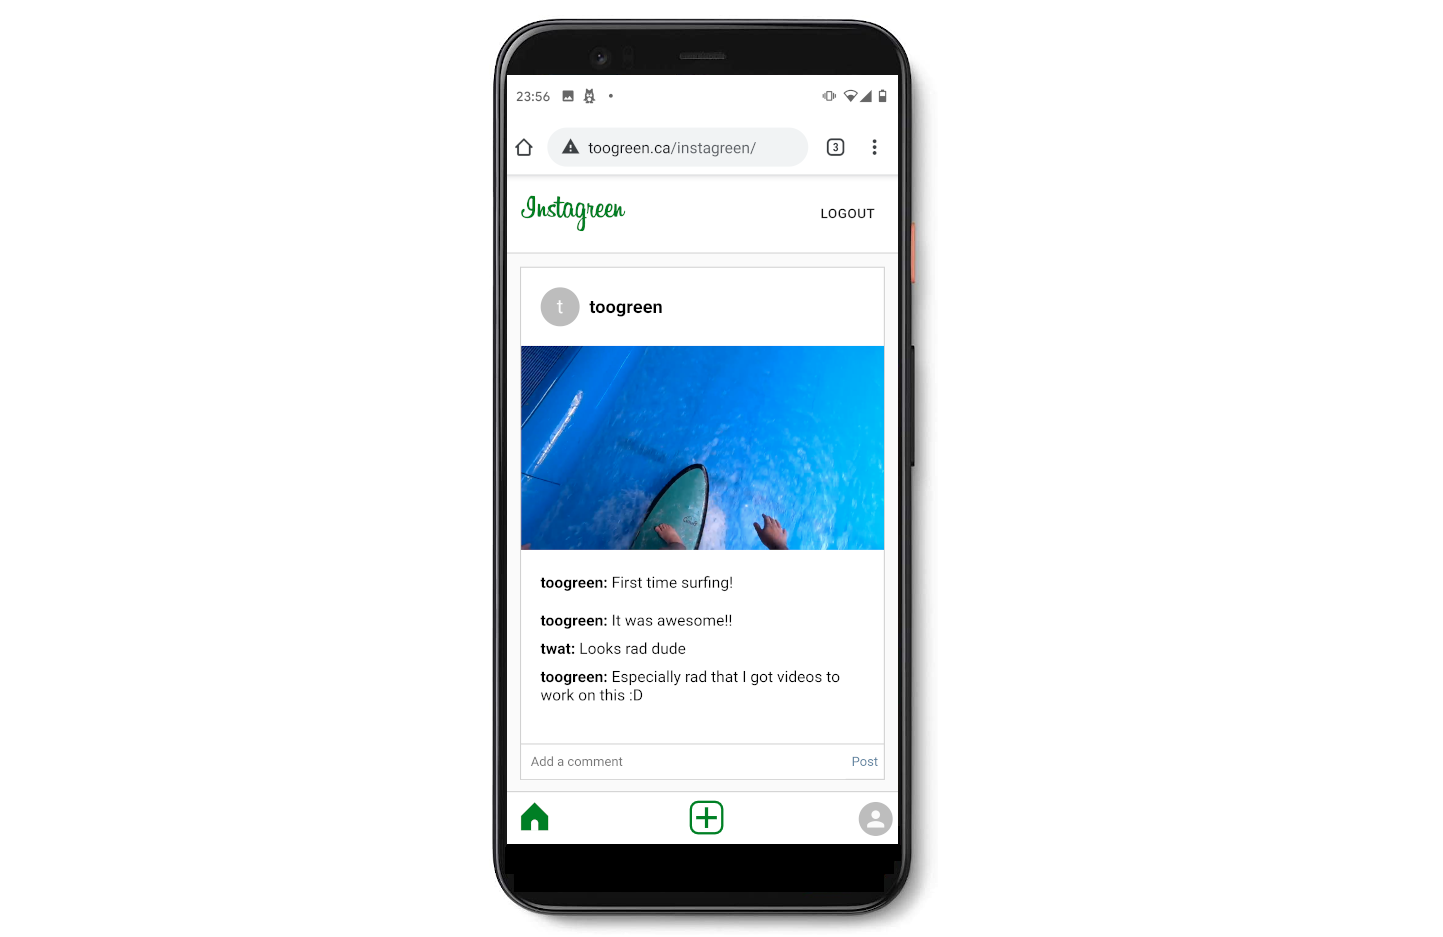 23:56
toogreen.ca/instagreen/
3
Instagreen
LOGOUT
t
toogreen
toogreen: First time surfing!
toogreen: It was awesome!!
twat: Looks rad dude
toogreen: Especially rad that I got videos to
work on this :D
Add a comment
Post